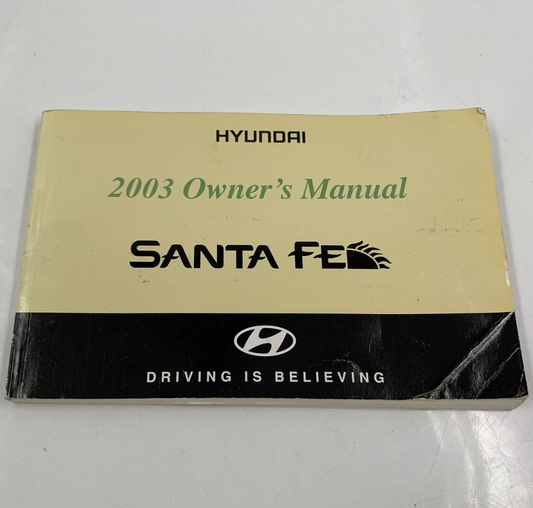 HYUNDAI
2003 Owner's Manual
SANTA FE
DRIVING IS BELIEVING